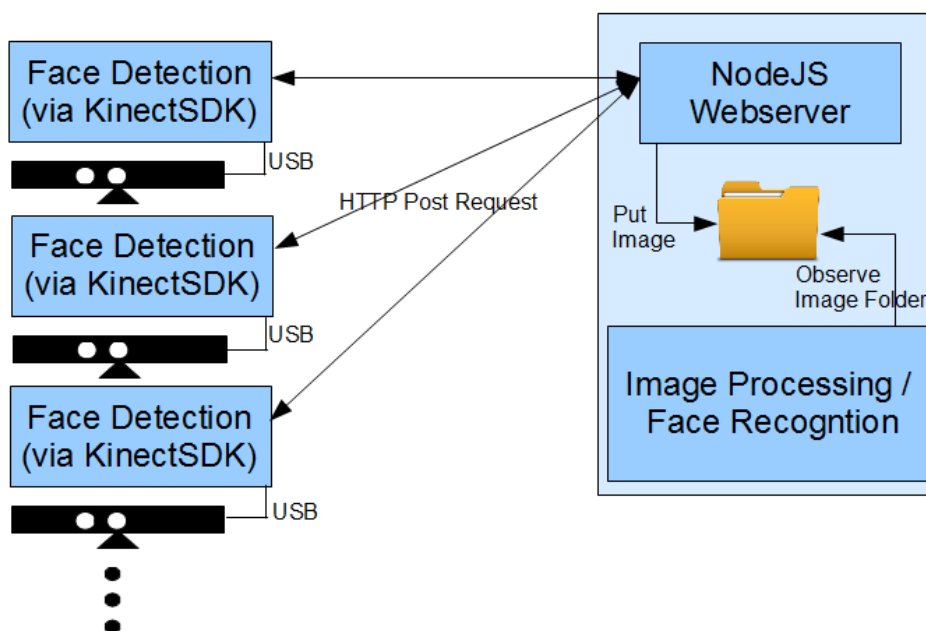 Face Detection
(via KinectSDK)
USB
Face Detection
(via KinectSDK)
USB
Face Detection
(via KinectSDK)
USB
HTTP Post Request
NodeJS
Webserver
Put
Image
Observe
Image Folder
Image Processing /
Face Recogntion